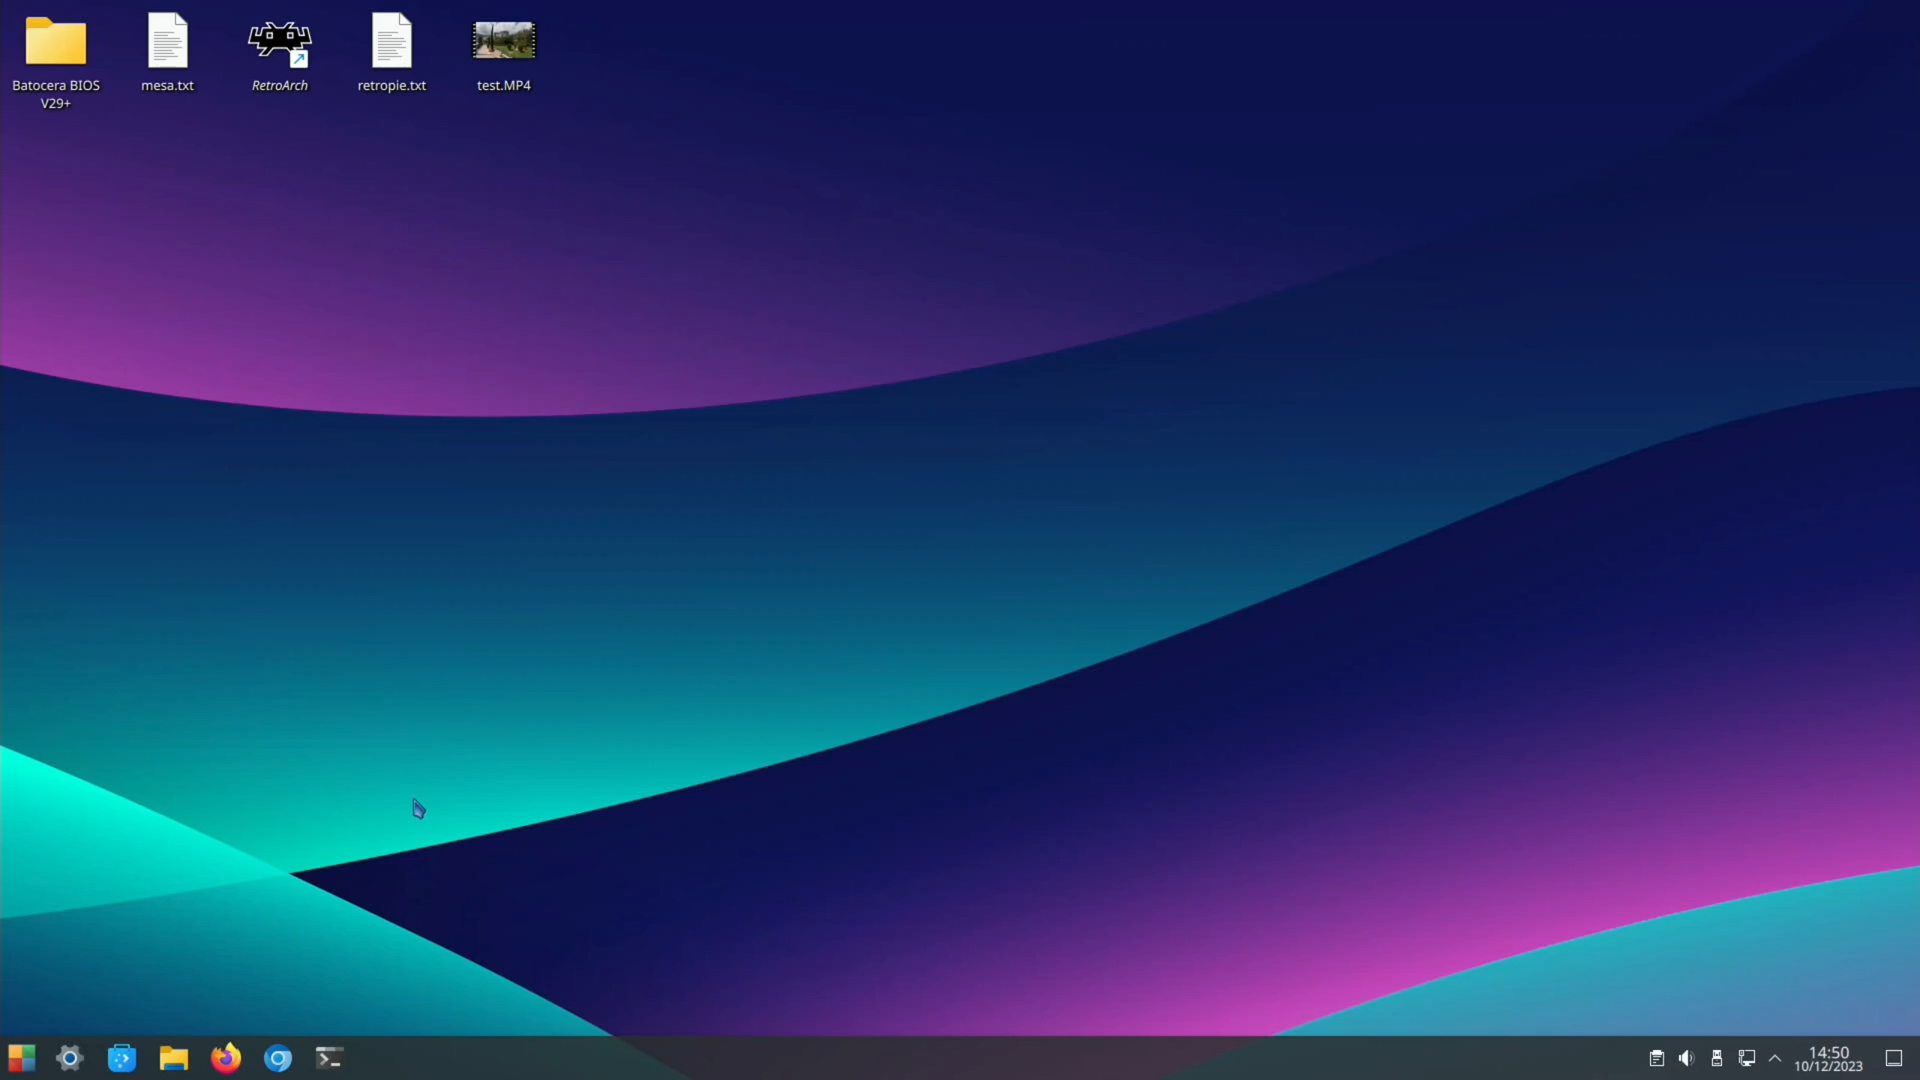 Batocera BIOS
V29+
mesa.txt
RetroArch
retropie.txt
test.MP4
14:50
10/12/2023